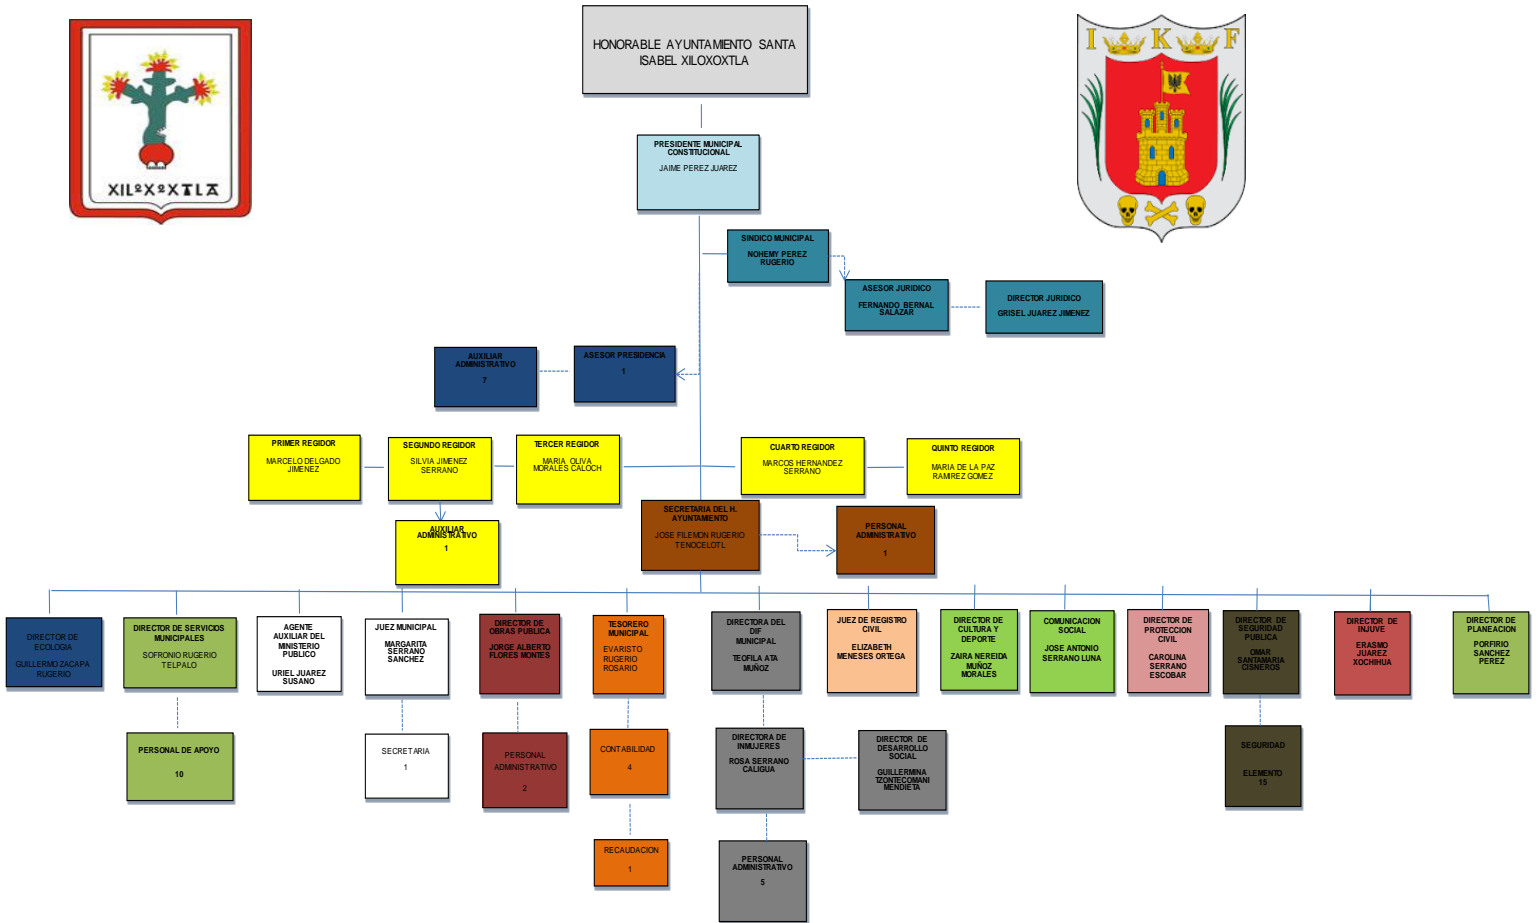 HONORABLE AYUNTAMIENTO SANTA
ISABEL XILOXOXTLA
I K F
XILOXOXTLA
PRESIDENTE MUNICIPAL
CONSTITUCIONAL
JAIME PEREZ JUAREZ
SINDICO MUNICIPAL
NOHEMY PEREZ
RUGERIO
ASESOR JURIDICO
FERNANDO BERNAL
SALAZAR
DIRECTOR JURIDICO
GRISEL JUAREZ JIMENEZ
AUXILIAR
ADMINISTRATIVO
7
ASESOR PRESIDENCIA
1
PRIMER REGIDOR
MARCELO DELGADO
JIMENEZ
SEGUNDO REGIDOR
SILVIA JIMENEZ
SERRANO
TERCER REGIDOR
MARIA OLIVA
MORALES CALOCH
CUARTO REGIDOR
MARCOS HERNANDEZ
SERRANO
QUINTO REGIDOR
MARIA DE LA PAZ
RAMIREZ GOMEZ
AUXILIAR
ADMINISTRATIVO
1
SECRETARIA DEL H.
AYUNTAMIENTO
JOSE FILEMON RUGERIO
TENOCELOTL
PERSONAL
ADMINISTRATIVO
1
DIRECTOR DE
ECOLOGIA
GUILLERMO ZACAPA
RUGERIO
DIRECTOR DE SERVICIOS
MUNICIPALES
SOFRONIO RUGERIO
TELPALO
AGENTE
AUXILIAR DEL
MINISTERIO
PUBLICO
URIEL JUAREZ
SUSANO
JUEZ MUNICIPAL
MARGARITA
SERRANO
SANCHEZ
DIRECTOR DE
OBRAS PUBLICA
JORGE ALBERTO
FLORES MONTES
TESORERO
MUNICIPAL
EVARISTO
RUGERIO
ROSARIO
DIRECTORA DEL
DIF
MUNICIPAL
TEOFILA ATA
MUÑOZ
JUEZ DE REGISTRO
CIVIL
ELIZABETH
MENESES ORTEGA
DIRECTOR DE
CULTURA Y
DEPORTE
ZAIRA NEREIDA
MUÑOZ
MORALES
COMUNICACION
SOCIAL
JOSE ANTONIO
SERRANO LUNA
DIRECTOR DE
PROTECCION
CIVIL
CAROLINA
SERRANO
ESCOBAR
DIRECTOR DE
SEGURIDAD
PUBLICA
OMAR
SANTAMARIA
CISNEROS
DIRECTOR DE
INJUVE
ERASMO
JUAREZ
XOCHIHUA
DIRECTOR
DE PLANEACION
PORFIRIO
SANCHEZ
PEREZ
PERSONAL DE APOYO
10
SECRETARIA
1
PERSONAL
ADMINISTRATIVO
2
CONTABILIDAD
4
DIRECTORA DE
INMUJERES
ROSA SERRANO
CALIGUA
DIRECTOR DE
DESARROLLO
SOCIAL
GUILLERMINA
TZONTECOMANI
MENDIETA
SEGURIDAD
ELEMENTO
15
RECAUDACION
1
PERSONAL
ADMINISTRATIVO
5